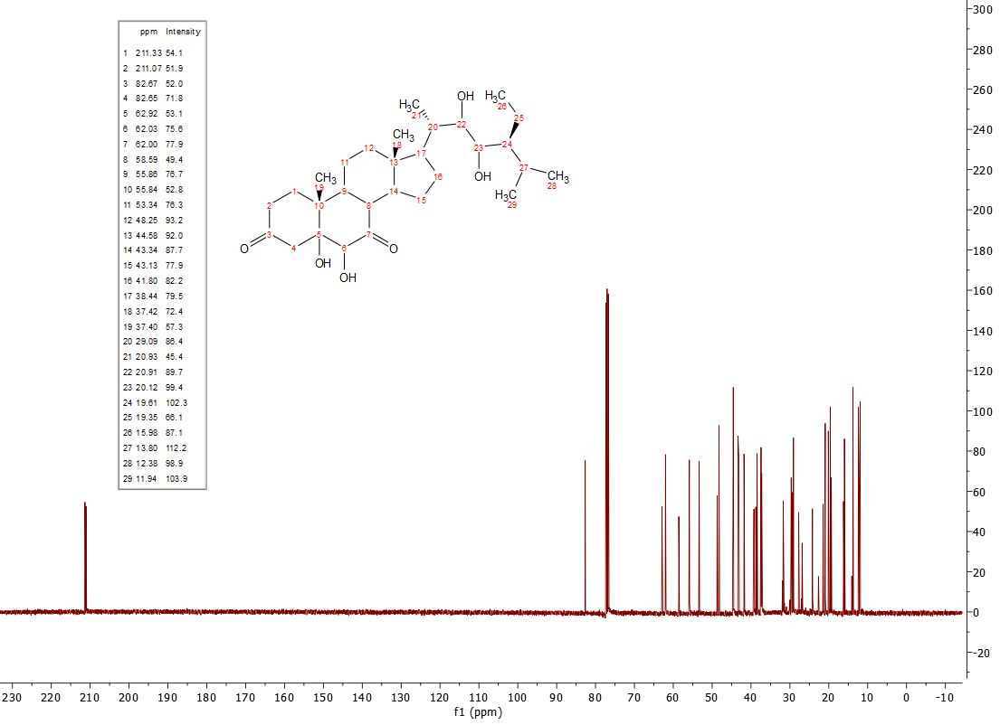 ppm Intensity
1 211.33 54.1
2 211.07 51.9
3 82.67 52.0
4 82.65 71.8
5 62.92 53.1
6 62.03 75.6
7 62.00 77.9
8 58.59 49.4
9 55.86 76.7
10 55.84 52.8
11 53.34 76.3
12 48.25 93.2
13 44.58 92.0
14 43.34 87.7
15 43.13 77.9
16 41.80 82.2
17 38.44 79.5
18 37.42 72.4
19 37.40 57.3
20 29.09 86.4
21 20.93 45.4
22 20.91 89.7
23 20.12 99.4
24 19.61 102.3
25 19.35 66.1
26 15.98 87.1
27 13.80 112.2
28 12.38 98.9
29 11.94 103.9
OH H3C
H3C 26
21 25
20 22
H3C
12 18 23 24
17
11 13 OH 27
CH3 16 CH3
19 28
1 9 14 15 H3C
2 10 8 29
3 5 7
O 4 6 O
OH
OH
300
280
260
240
220
200
180
160
140
120
100
80
60
40
20
0
-20
230 220 210 200 190 180 170 160 150 140 130 120 110 100 90 80 70 60 50 40 30 20 10 0 -10
f1 (ppm)